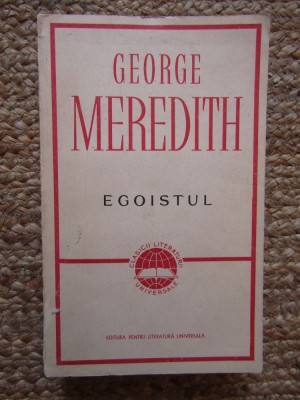 GEORGE
MEREDITH
EGOISTUL
CLASICII LITERATURII
UNIVERSALE
EDITURA PENTRU LITERATURĂ UNIVERSALĂ